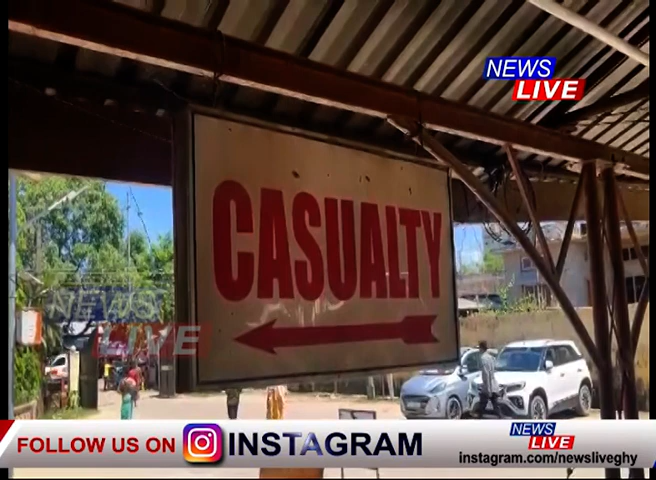 NEWS
LIVE
CASUALTY
NEWS
LIVE
FOLLOW US ON INSTAGRAM
NEWS
LIVE
instagram.com/newsliveghy